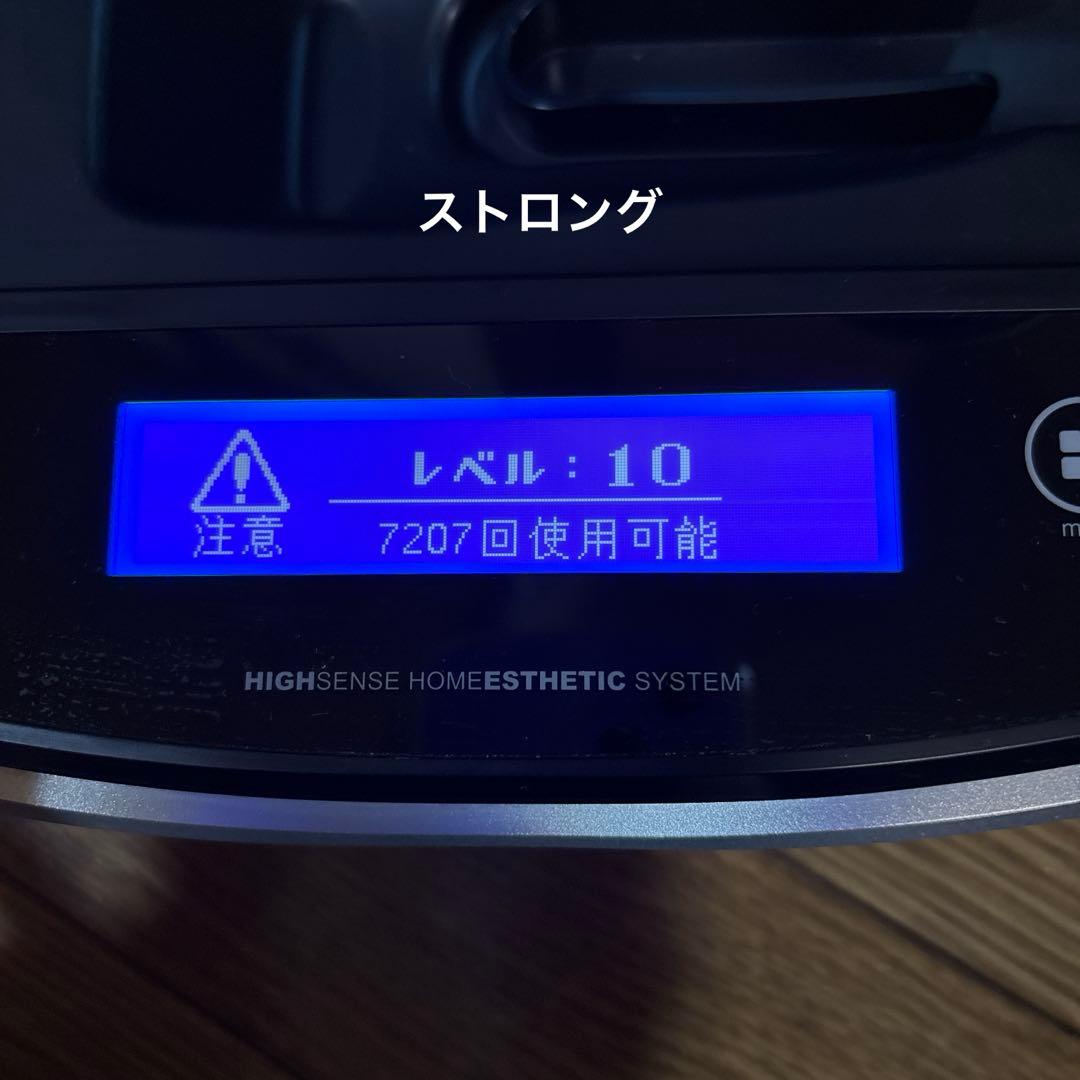 ストロング
レベル：10
注意
7207回使用可能
m
HIGHSENSE HOMEESTHETIC SYSTEM